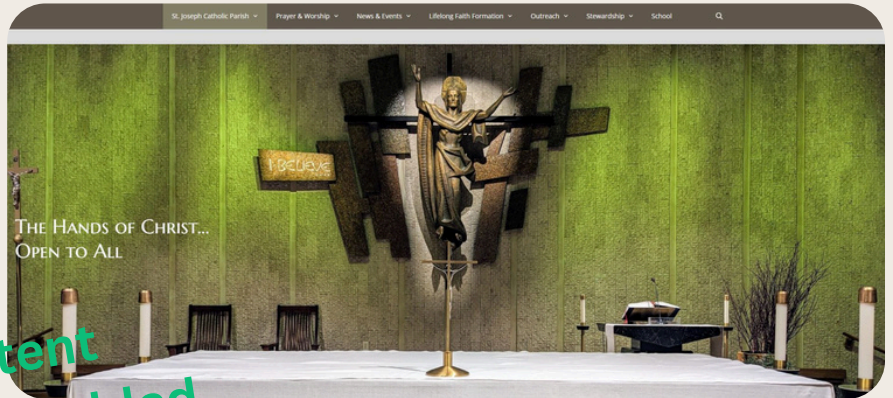 St. Joseph Catholic Parish Prayer & Worship News & Events Lifelong Faith Formation Outreach Stewardship School
I BELIEVE
THE HANDS OF CHRIST...
OPEN TO ALL
tent